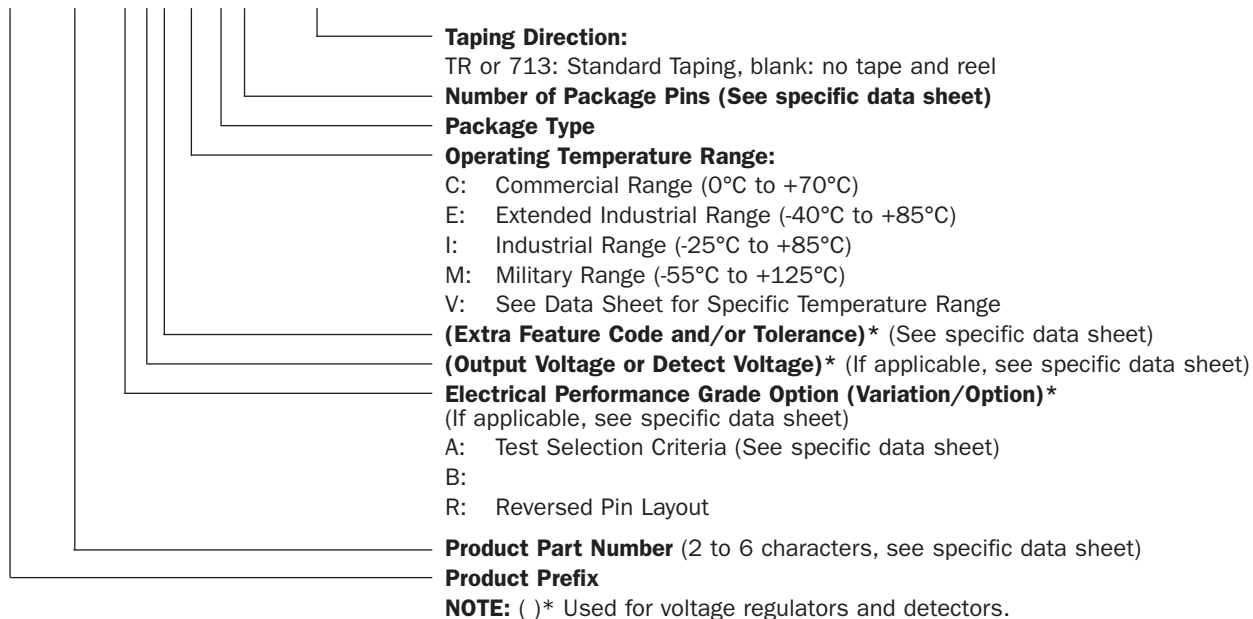 Taping Direction:
TR or 713: Standard Taping, blank: no tape and reel
Number of Package Pins (See specific data sheet)
Package Type
Operating Temperature Range:
C: Commercial Range (0°C to +70°C)
E: Extended Industrial Range (-40°C to +85°C)
I: Industrial Range (-25°C to +85°C)
M: Military Range (-55°C to +125°C)
V: See Data Sheet for Specific Temperature Range
(Extra Feature Code and/or Tolerance)* (See specific data sheet)
(Output Voltage or Detect Voltage)* (If applicable, see specific data sheet)
Electrical Performance Grade Option (Variation/Option)*
(If applicable, see specific data sheet)
A: Test Selection Criteria (See specific data sheet)
B:
R: Reversed Pin Layout
Product Part Number (2 to 6 characters, see specific data sheet)
Product Prefix
NOTE: ( )* Used for voltage regulators and detectors.